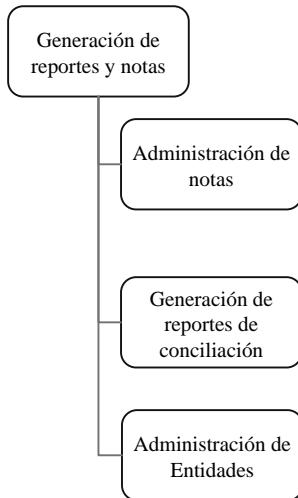 Generación de
reportes y notas
Administración de
notas
Generación de
reportes de
conciliación
Administración de
Entidades